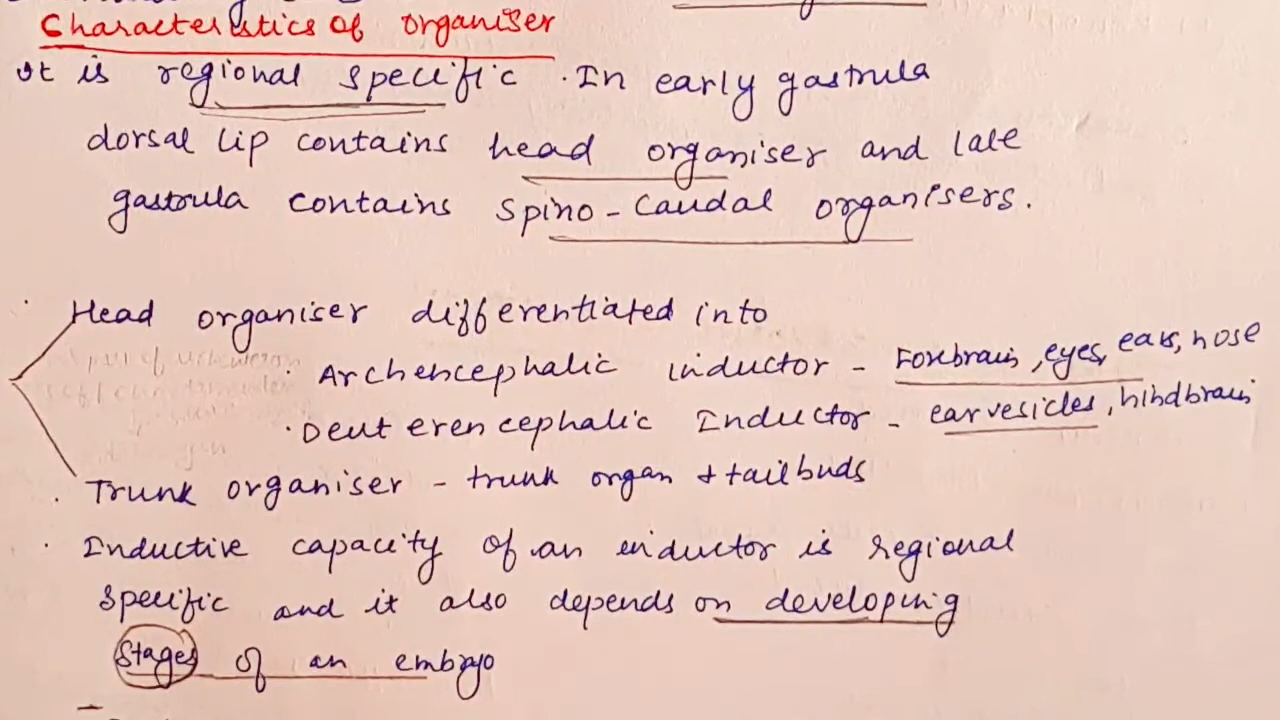 Characteristics of organiser
It is regional specific. In early gastrula
dorsal lip contains head organiser and late
gastrula contains Spino-Caudal organisers.
Head organiser differentiated into
· Archencephalic inductor - Forebrain, eyes, ears, nose
· Deuterencephalic Inductor - ear vesicles, hindbrain
· Trunk organiser - trunk organ + tailbuds
· Inductive capacity of an inductor is regional
specific and it also depends on developing
stages of an embryo